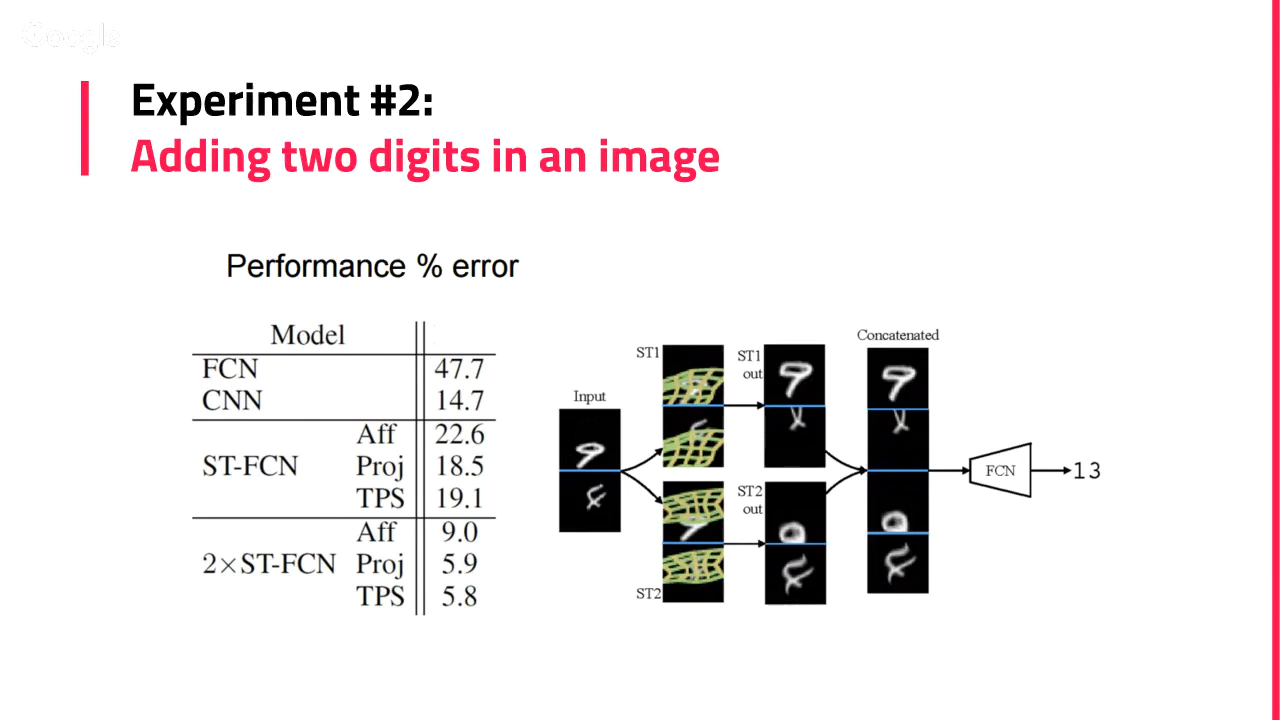 Google
Experiment #2:
Adding two digits in an image
Performance % error
Model
FCN 47.7
CNN 14.7
Aff 22.6
ST-FCN Proj 18.5
TPS 19.1
Aff 9.0
2×ST-FCN Proj 5.9
TPS 5.8
Input
ST1
ST1
out
ST2
ST2
out
Concatenated
FCN
13